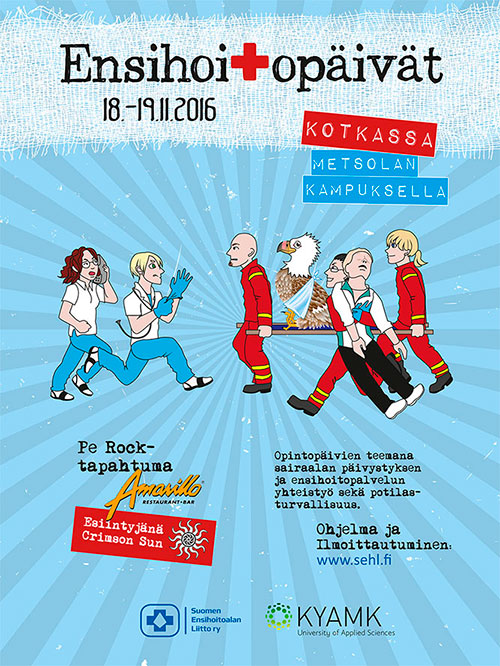 Ensihoitopäivät
18.-19.11.2016
KOTKASSA
METSOLAN
KAMPUKSELLA
Pe Rock-
tapahtuma
Amarillo
RESTAURANT-BAR
Esiintyjänä
Crimson Sun
Opintopäivien teemana
sairaalan päivystyksen
ja ensihoitopalvelun
yhteistyö sekä potilas-
turvallisuus.
Ohjelma ja
Ilmoittautuminen:
www.sehl.fi
Suomen
Ensihoitoalan
Liitto ry
KYAMK
University of Applied Sciences